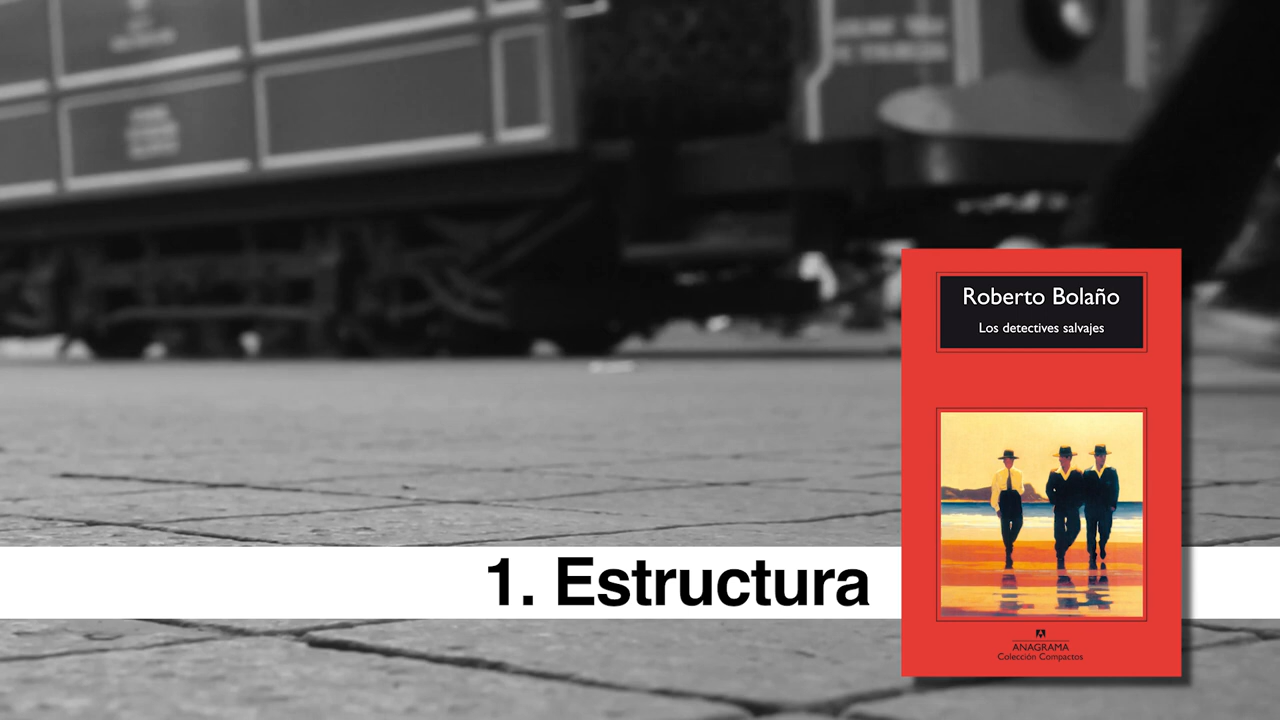 Roberto Bolaño
Los detectives salvajes
1. Estructura
ANAGRAMA
Colección Compactos